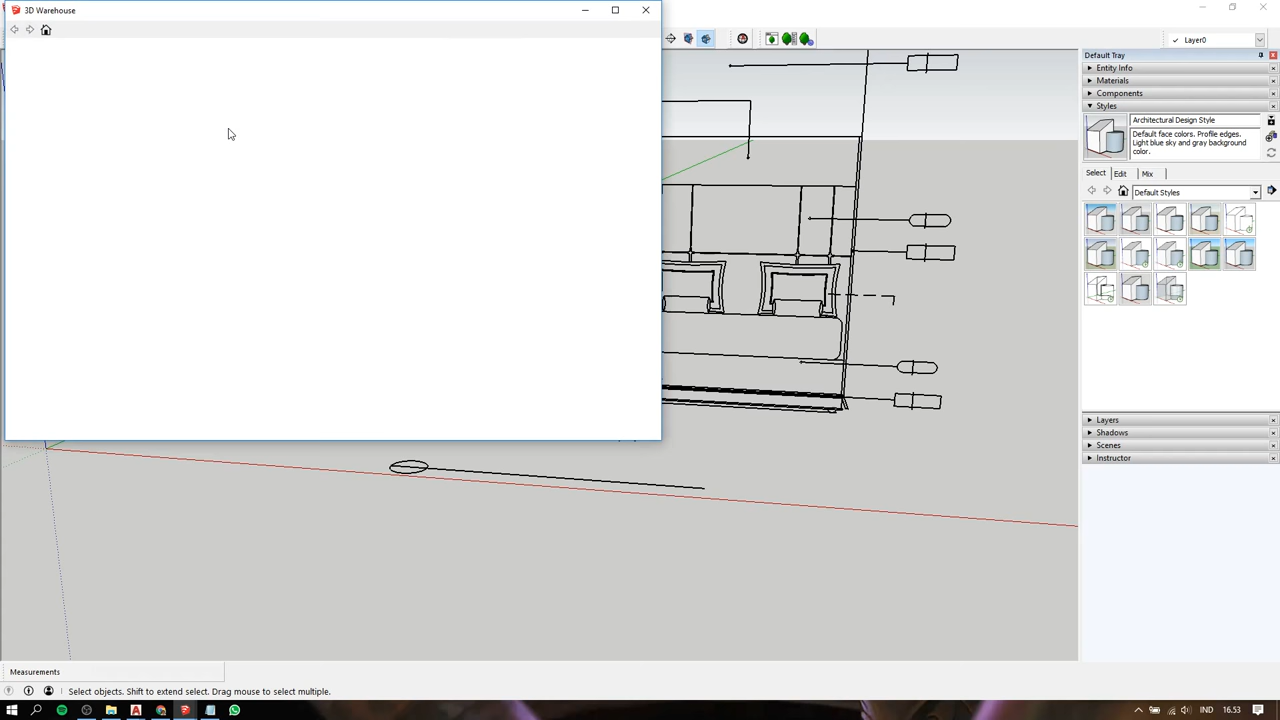 3D Warehouse
Layer0
Default Tray
Entity Info
Materials
Components
Styles
Architectural Design Style
Default face colors. Profile edges.
Light blue sky and gray background
color.
Select Edit Mix
Default Styles
Layers
Shadows
Scenes
Instructor
Measurements
Select objects. Shift to extend select. Drag mouse to select multiple.
IND 16.53